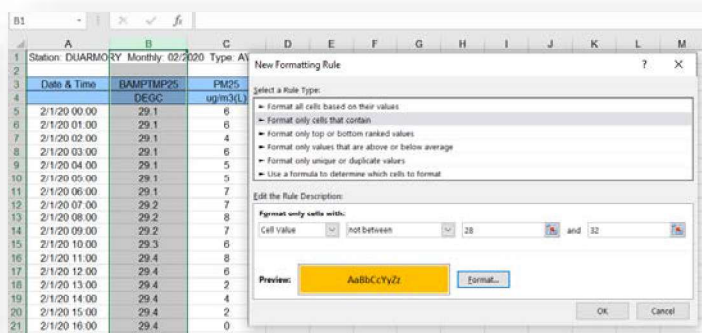 B1 fx
A B C D E F G H I J K L M
1 Station: DUARMORY Monthly: 02/2020 Type: AV
2
3 Date & Time BAMPTMP25 PM25
4 DEGC ug/m3(L)
5 2/1/20 00:00 29.1 6
6 2/1/20 01:00 29.1 6
7 2/1/20 02:00 29.1 4
8 2/1/20 03:00 29.1 6
9 2/1/20 04:00 29.1 5
10 2/1/20 05:00 29.1 5
11 2/1/20 06:00 29.1 7
12 2/1/20 07:00 29.2 7
13 2/1/20 08:00 29.2 8
14 2/1/20 09:00 29.2 7
15 2/1/20 10:00 29.3 6
16 2/1/20 11:00 29.4 8
17 2/1/20 12:00 29.4 6
18 2/1/20 13:00 29.4 2
19 2/1/20 14:00 29.4 4
20 2/1/20 15:00 29.4 2
21 2/1/20 16:00 29.4 0
New Formatting Rule ? ×
Select a Rule Type:
► Format all cells based on their values
► Format only cells that contain
► Format only top or bottom ranked values
► Format only values that are above or below average
► Format only unique or duplicate values
► Use a formula to determine which cells to format
Edit the Rule Description:
Format only cells with:
Cell Value not between 28 and 32
Preview: AaBbCcYyZz Format...
OK Cancel